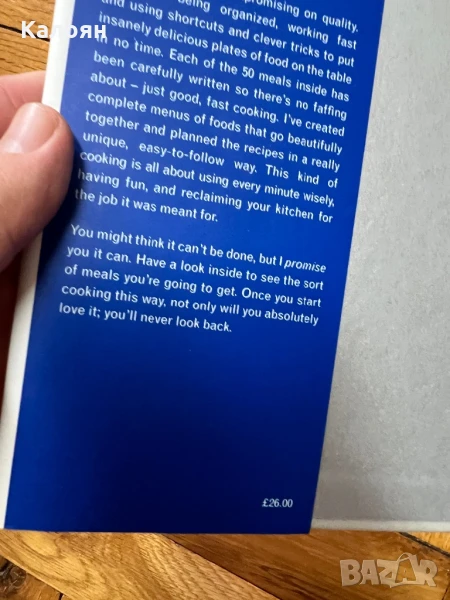 Калоян
promising on quality.
being organized, working fast
and using shortcuts and clever tricks to put
insanely delicious plates of food on the table
in no time. Each of the 50 meals inside has
been carefully written so there's no faffing
about – just good, fast cooking. I've created
complete menus of foods that go beautifully
together and planned the recipes in a really
unique, easy-to-follow way. This kind of
cooking is all about using every minute wisely,
having fun, and reclaiming your kitchen for
the job it was meant for.
You might think it can't be done, but I promise
you it can. Have a look inside to see the sort
of meals you're going to get. Once you start
cooking this way, not only will you absolutely
love it; you'll never look back.
£26.00
BAZAR